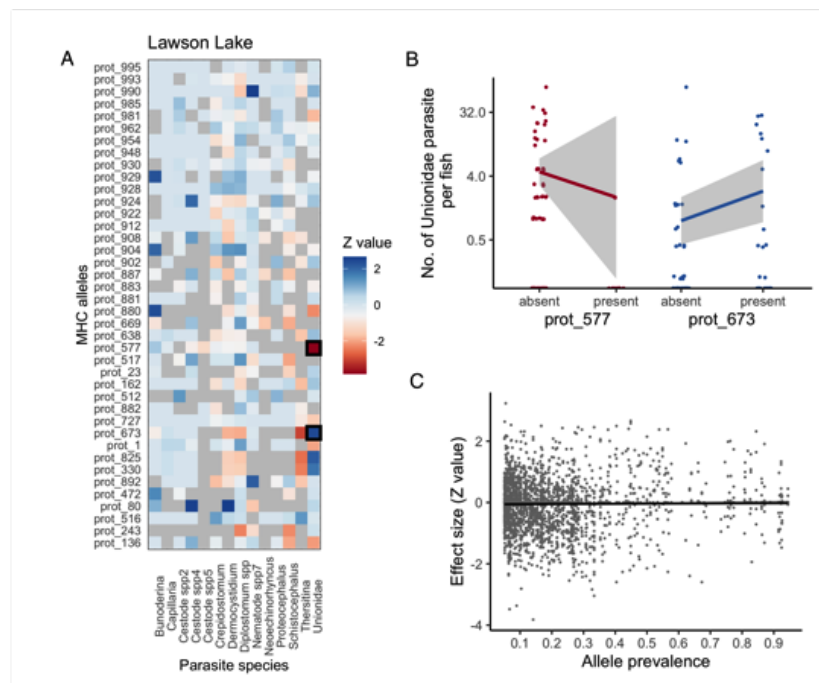 Lawson Lake
A
MHC alleles
prot_995
prot_993
prot_990
prot_985
prot_981
prot_962
prot_954
prot_948
prot_930
prot_929
prot_928
prot_924
prot_922
prot_912
prot_908
prot_904
prot_902
prot_887
prot_883
prot_881
prot_880
prot_669
prot_638
prot_577
prot_517
prot_23
prot_162
prot_512
prot_882
prot_727
prot_673
prot_1
prot_825
prot_330
prot_892
prot_472
prot_80
prot_516
prot_243
prot_136
Bunoderina
Capillaria
Cestode spp2
Cestode spp4
Cestode spp5
Crepidostomum
Dermocystidium
Diplostomum spp
Nematode spp7
Neoechinorhyncus
Proteocephalus
Schistocephalus
Thersitina
Unionidae
Parasite species
Z value
2
0
-2
B
No. of Unionidae parasite
per fish
32.0
4.0
0.5
absent present absent present
prot_577 prot_673
C
Effect size (Z value)
2
0
-2
-4
0.1 0.2 0.3 0.4 0.5 0.6 0.7 0.8 0.9
Allele prevalence